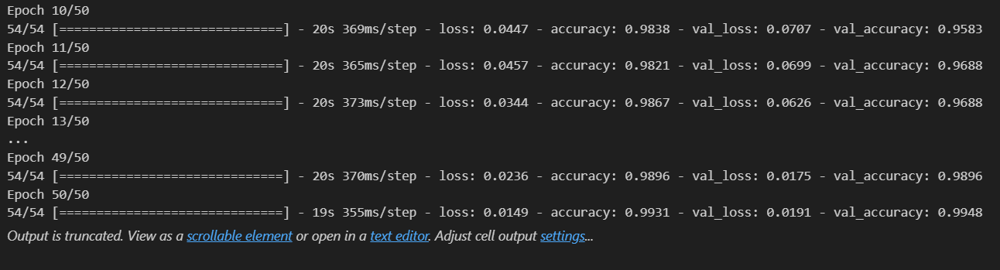 Epoch 10/50
54/54 [==============================] - 20s 369ms/step - loss: 0.0447 - accuracy: 0.9838 - val_loss: 0.0707 - val_accuracy: 0.9583
Epoch 11/50
54/54 [==============================] - 20s 365ms/step - loss: 0.0457 - accuracy: 0.9821 - val_loss: 0.0699 - val_accuracy: 0.9688
Epoch 12/50
54/54 [==============================] - 20s 373ms/step - loss: 0.0344 - accuracy: 0.9867 - val_loss: 0.0626 - val_accuracy: 0.9688
Epoch 13/50
...
Epoch 49/50
54/54 [==============================] - 20s 370ms/step - loss: 0.0236 - accuracy: 0.9896 - val_loss: 0.0175 - val_accuracy: 0.9896
Epoch 50/50
54/54 [==============================] - 19s 355ms/step - loss: 0.0149 - accuracy: 0.9931 - val_loss: 0.0191 - val_accuracy: 0.9948
Output is truncated. View as a scrollable element or open in a text editor. Adjust cell output settings...